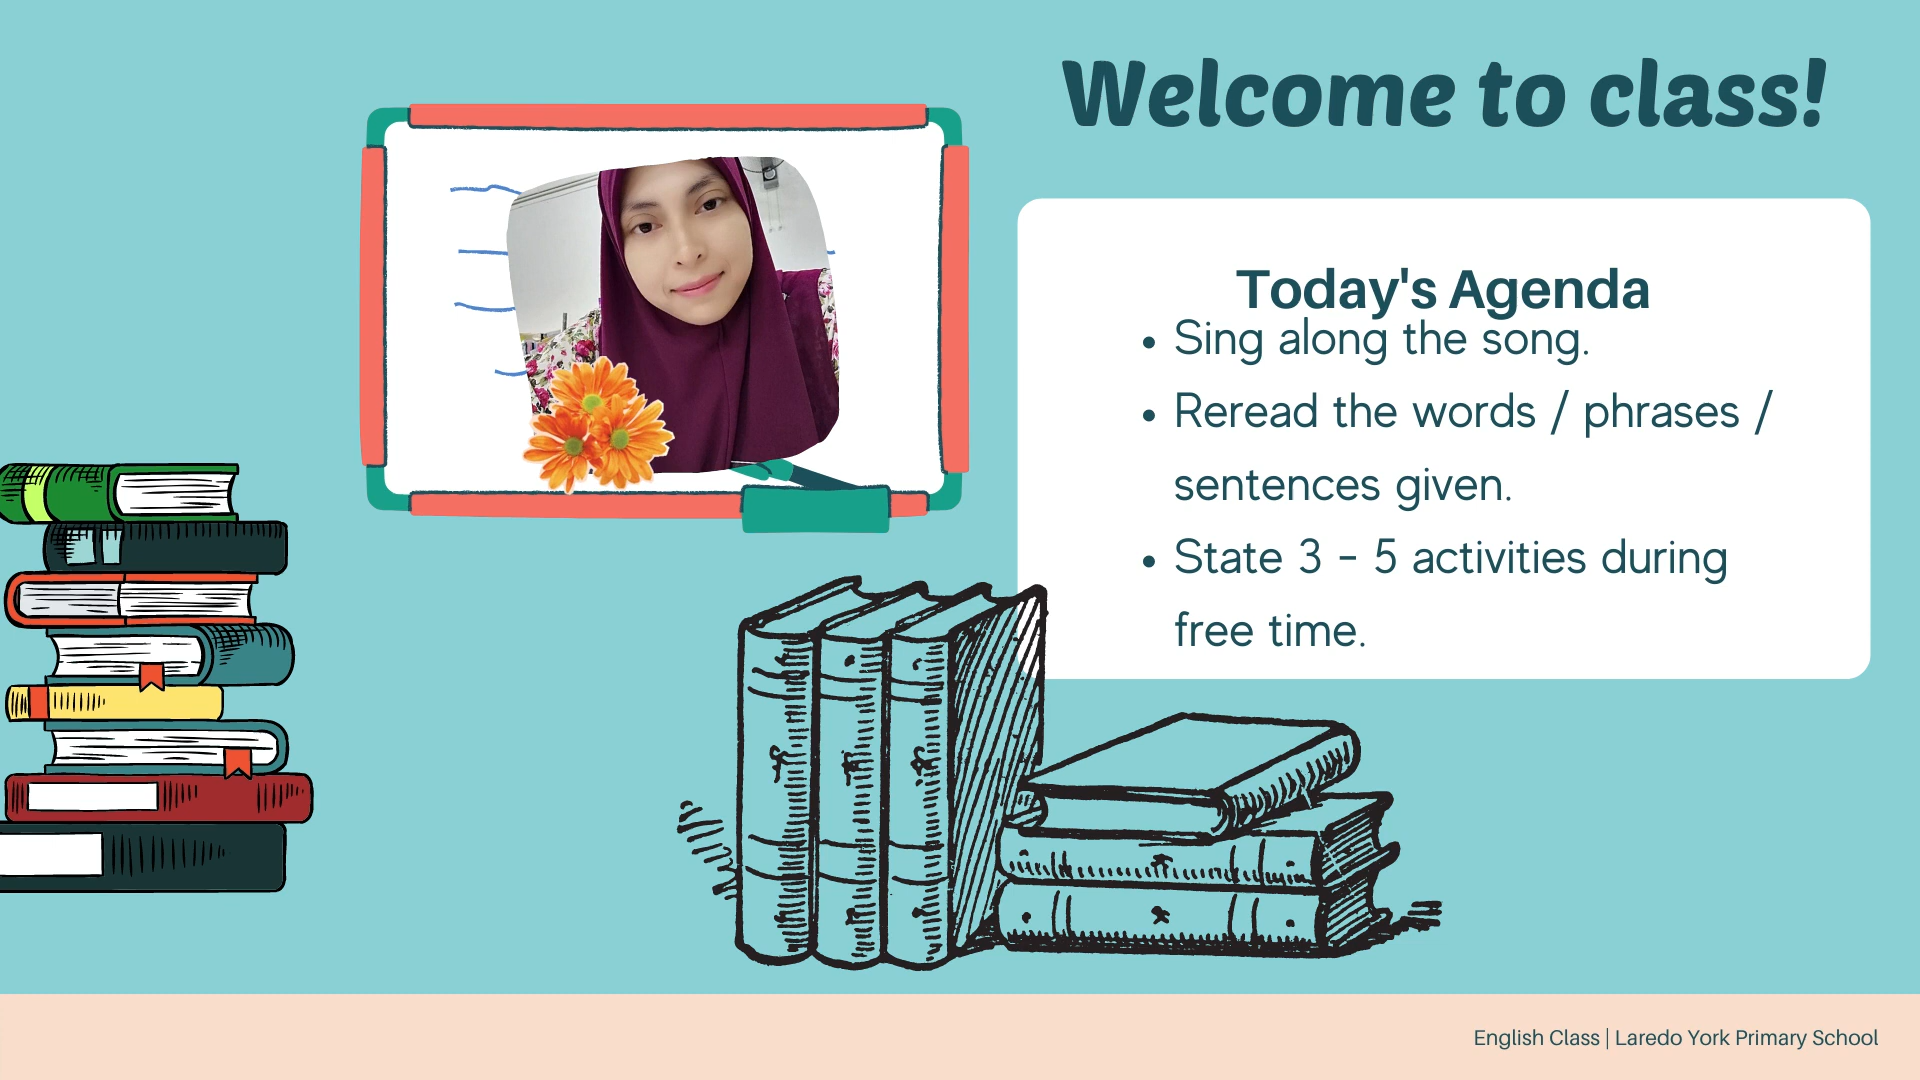 Welcome to class!
Today's Agenda
• Sing along the song.
• Reread the words / phrases /
sentences given.
• State 3 - 5 activities during
free time.
English Class | Laredo York Primary School